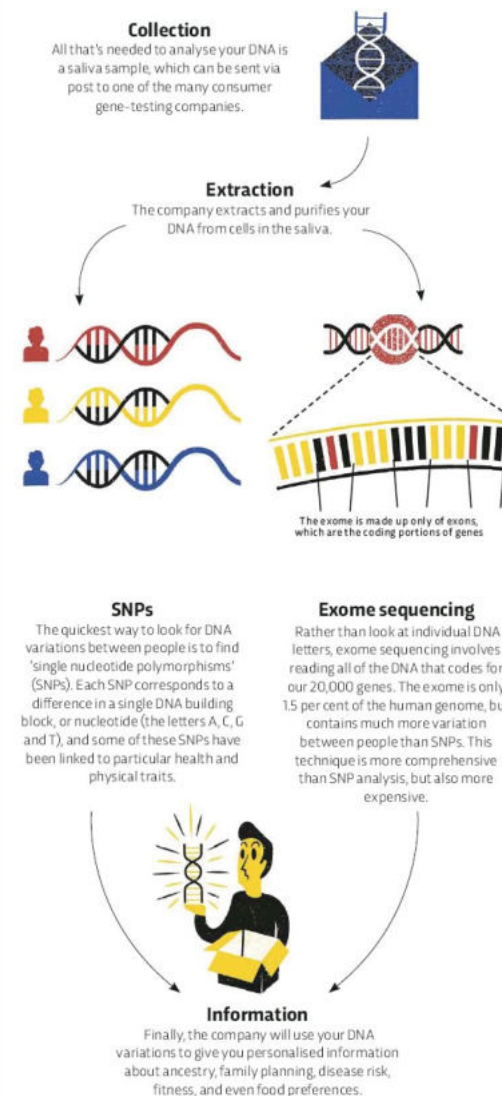 Collection
All that's needed to analyse your DNA is
a saliva sample, which can be sent via
post to one of the many consumer
gene-testing companies.
Extraction
The company extracts and purifies your
DNA from cells in the saliva.
The exome is made up only of exons,
which are the coding portions of genes
SNPs
The quickest way to look for DNA
variations between people is to find
'single nucleotide polymorphisms'
(SNPs). Each SNP corresponds to a
difference in a single DNA building
block, or nucleotide (the letters A, C, G
and T), and some of these SNPs have
been linked to particular health and
physical traits.
Exome sequencing
Rather than look at individual DNA
letters, exome sequencing involves
reading all of the DNA that codes for
our 20,000 genes. The exome is only
1.5 per cent of the human genome, bu
contains much more variation
between people than SNPs. This
technique is more comprehensive
than SNP analysis, but also more
expensive.
Information
Finally, the company will use your DNA
variations to give you personalised information
about ancestry, family planning, disease risk,
fitness, and even food preferences.